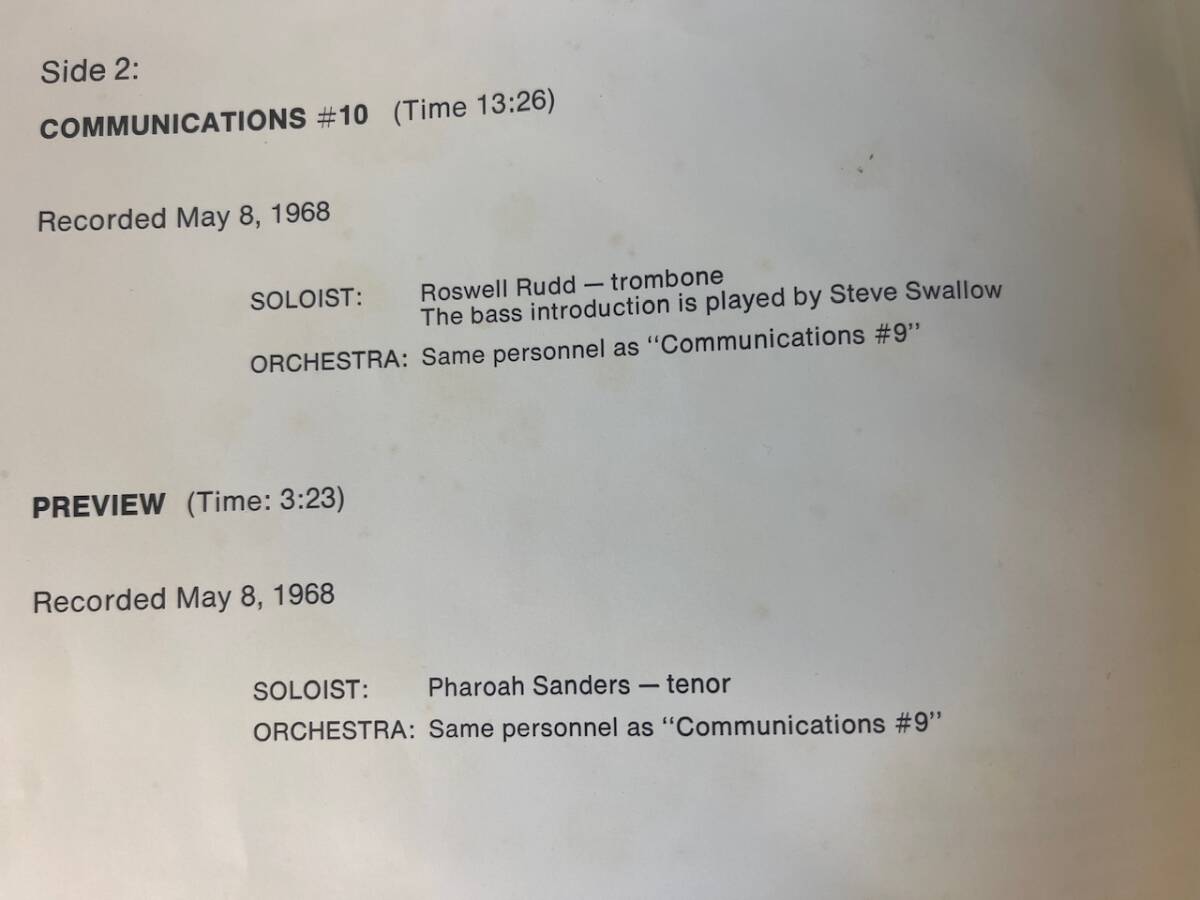 Side 2:
COMMUNICATIONS #10 (Time 13:26)
Recorded May 8, 1968
SOLOIST: Roswell Rudd — trombone
The bass introduction is played by Steve Swallow
ORCHESTRA: Same personnel as “Communications #9”
PREVIEW (Time: 3:23)
Recorded May 8, 1968
SOLOIST: Pharoah Sanders — tenor
ORCHESTRA: Same personnel as “Communications #9”